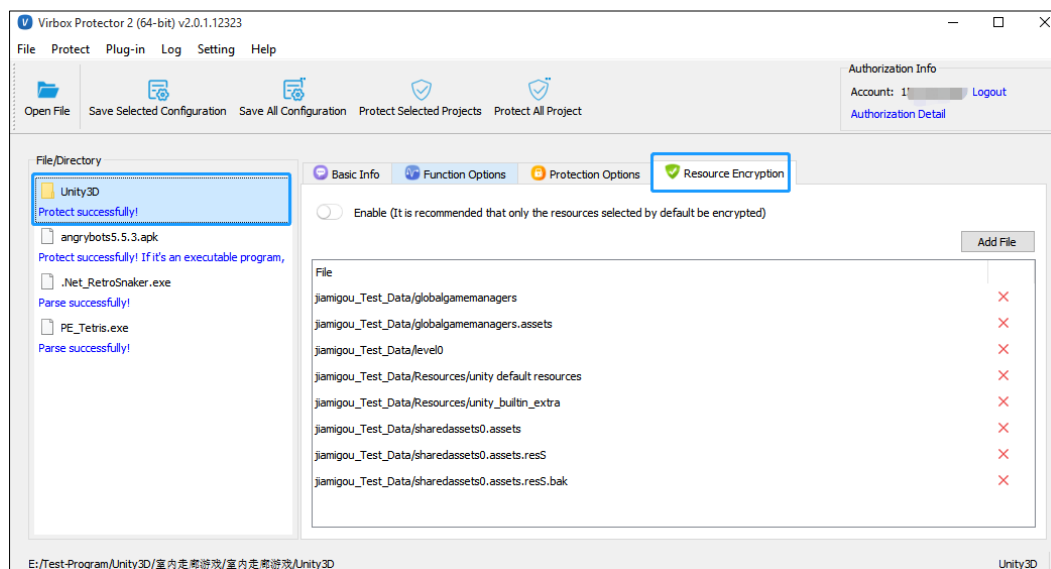 Virbox Protector 2 (64-bit) v2.0.1.12323
File Protect Plug-in Log Setting Help
Open File Save Selected Configuration Save All Configuration Protect Selected Projects Protect All Project
Authorization Info
Account: 1 Logout
Authorization Detail
File/Directory
Unity3D
Protect successfully!
angrybots5.5.3.apk
Protect successfully! If it's an executable program,
.Net_RetroSnaker.exe
Parse successfully!
PE_Tetris.exe
Parse successfully!
Basic Info Function Options Protection Options Resource Encryption
Enable (It is recommended that only the resources selected by default be encrypted)
Add File
File
jiamigou_Test_Data/globalgamemanagers
jiamigou_Test_Data/globalgamemanagers.assets
jiamigou_Test_Data/level0
jiamigou_Test_Data/Resources/unity default resources
jiamigou_Test_Data/Resources/unity_builtin_extra
jiamigou_Test_Data/sharedassets0.assets
jiamigou_Test_Data/sharedassets0.assets.resS
jiamigou_Test_Data/sharedassets0.assets.resS.bak
E:/Test-Program/Unity3D/室内走廊游戏/室内走廊游戏/Unity3D Unity3D